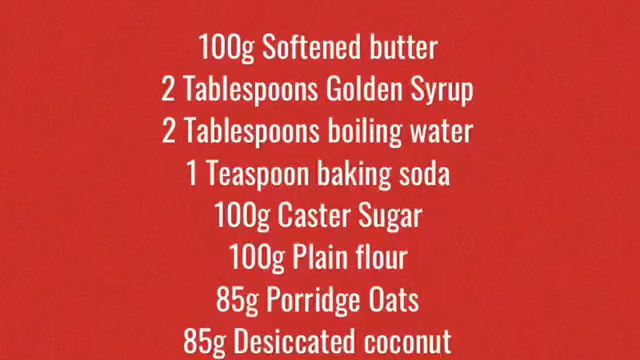 100g Softened butter
2 Tablespoons Golden Syrup
2 Tablespoons boiling water
1 Teaspoon baking soda
100g Caster Sugar
100g Plain flour
85g Porridge Oats
85g Desiccated coconut